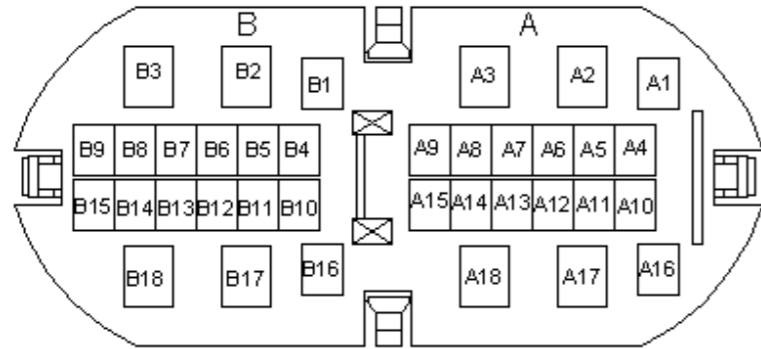 B A
B3 B2 B1 A3 A2 A1
B9 B8 B7 B6 B5 B4 A9 A8 A7 A6 A5 A4
B15 B14 B13 B12 B11 B10 A15 A14 A13 A12 A11 A10
B18 B17 B16 A18 A17 A16